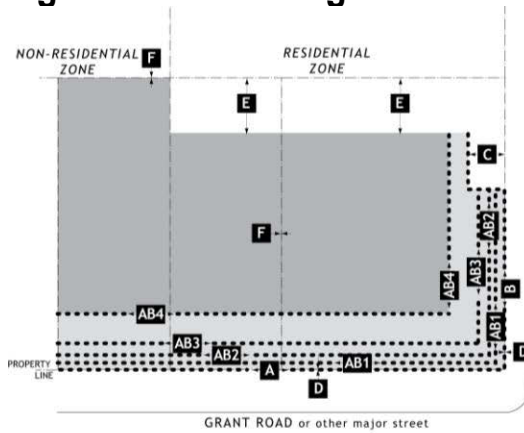 NON-RESIDENTIAL
ZONE
RESIDENTIAL
ZONE
F
E
E
C
AB2
F
AB3
AB4
B
AB4
AB1
AB3
AB2
AB1
D
PROPERTY
LINE
A
D
GRANT ROAD or other major street